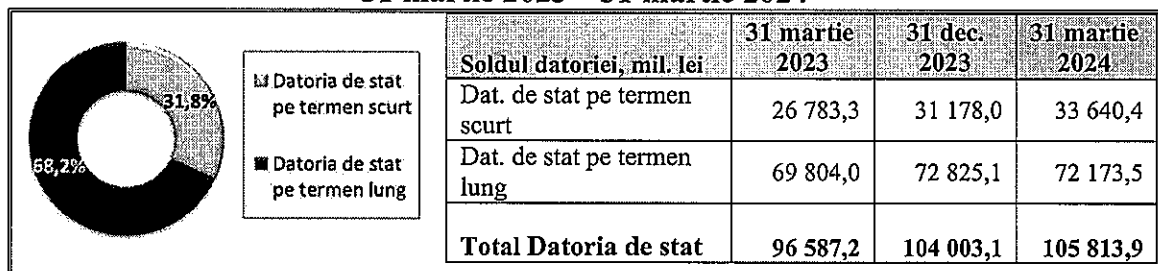 31 martie 2023 – 31 martie 2024
31,8%
68,2%
Datoria de stat
pe termen scurt
Datoria de stat
pe termen lung
Soldul datoriei, mil. lei 31 martie 2023 31 dec. 2023 31 martie 2024
Dat. de stat pe termen scurt 26 783,3 31 178,0 33 640,4
Dat. de stat pe termen lung 69 804,0 72 825,1 72 173,5
Total Datoria de stat 96 587,2 104 003,1 105 813,9